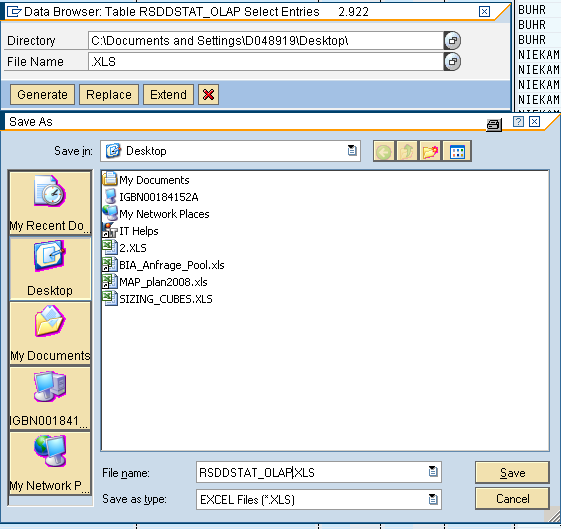 Data Browser: Table RSDDSTAT_OLAP Select Entries 2.922
Directory C:\Documents and Settings\D048919\Desktop\
File Name .XLS
Generate Replace Extend
BUHR
BUHR
BUHR
NIEKAM
NIEKAM
NIEKAM
NIEKAM
NIEKAM
Save As
Save in: Desktop
My Recent Do...
Desktop
My Documents
IGBN001841...
My Network P...
My Documents
IGBN00184152A
My Network Places
IT Helps
2.XLS
BIA_Anfrage_Pool.xls
MAP_plan2008.xls
SIZING_CUBES.XLS
File name: RSDDSTAT_OLAP.XLS Save
Save as type: EXCEL Files (*.XLS) Cancel